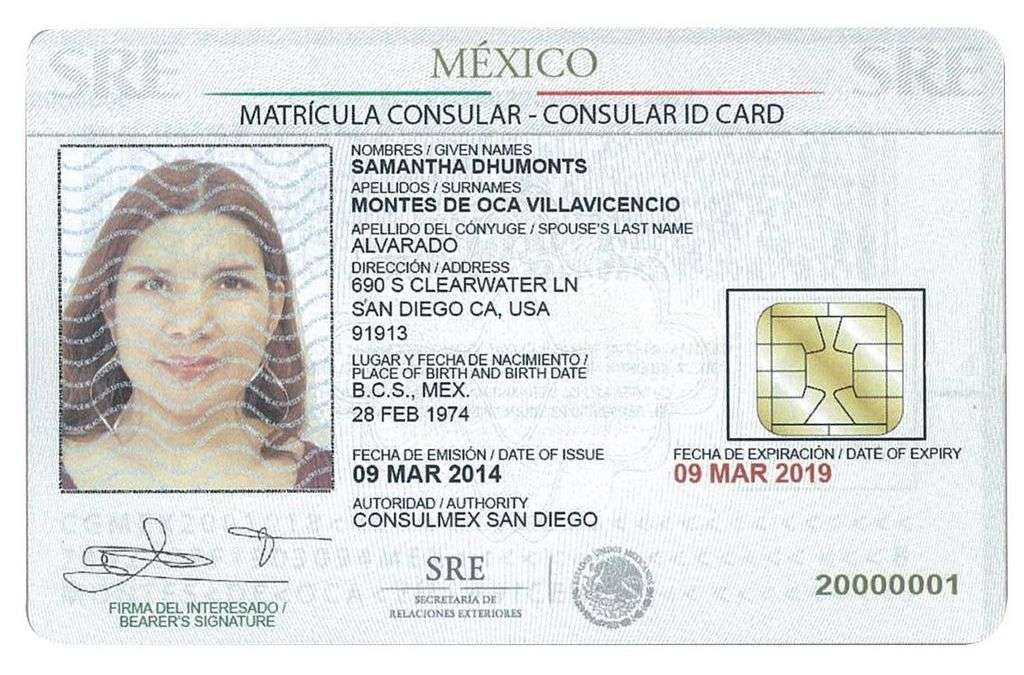 SRE
MÉXICO
SRE
MATRÍCULA CONSULAR - CONSULAR ID CARD
NOMBRES / GIVEN NAMES
SAMANTHA DHUMONTS
APELLIDOS / SURNAMES
MONTES DE OCA VILLAVICENCIO
APELLIDO DEL CÓNYUGE / SPOUSE'S LAST NAME
ALVARADO
DIRECCIÓN / ADDRESS
690 S CLEARWATER LN
SAN DIEGO CA, USA
91913
LUGAR Y FECHA DE NACIMIENTO /
PLACE OF BIRTH AND BIRTH DATE
B.C.S., MEX.
28 FEB 1974
FECHA DE EMISIÓN / DATE OF ISSUE
09 MAR 2014
FECHA DE EXPIRACIÓN / DATE OF EXPIRY
09 MAR 2019
AUTORIDAD / AUTHORITY
CONSULMEX SAN DIEGO
FIRMA DEL INTERESADO /
BEARER'S SIGNATURE
SRE
SECRETARÍA DE
RELACIONES EXTERIORES
ESTADOS UNIDOS MEXICANOS
20000001